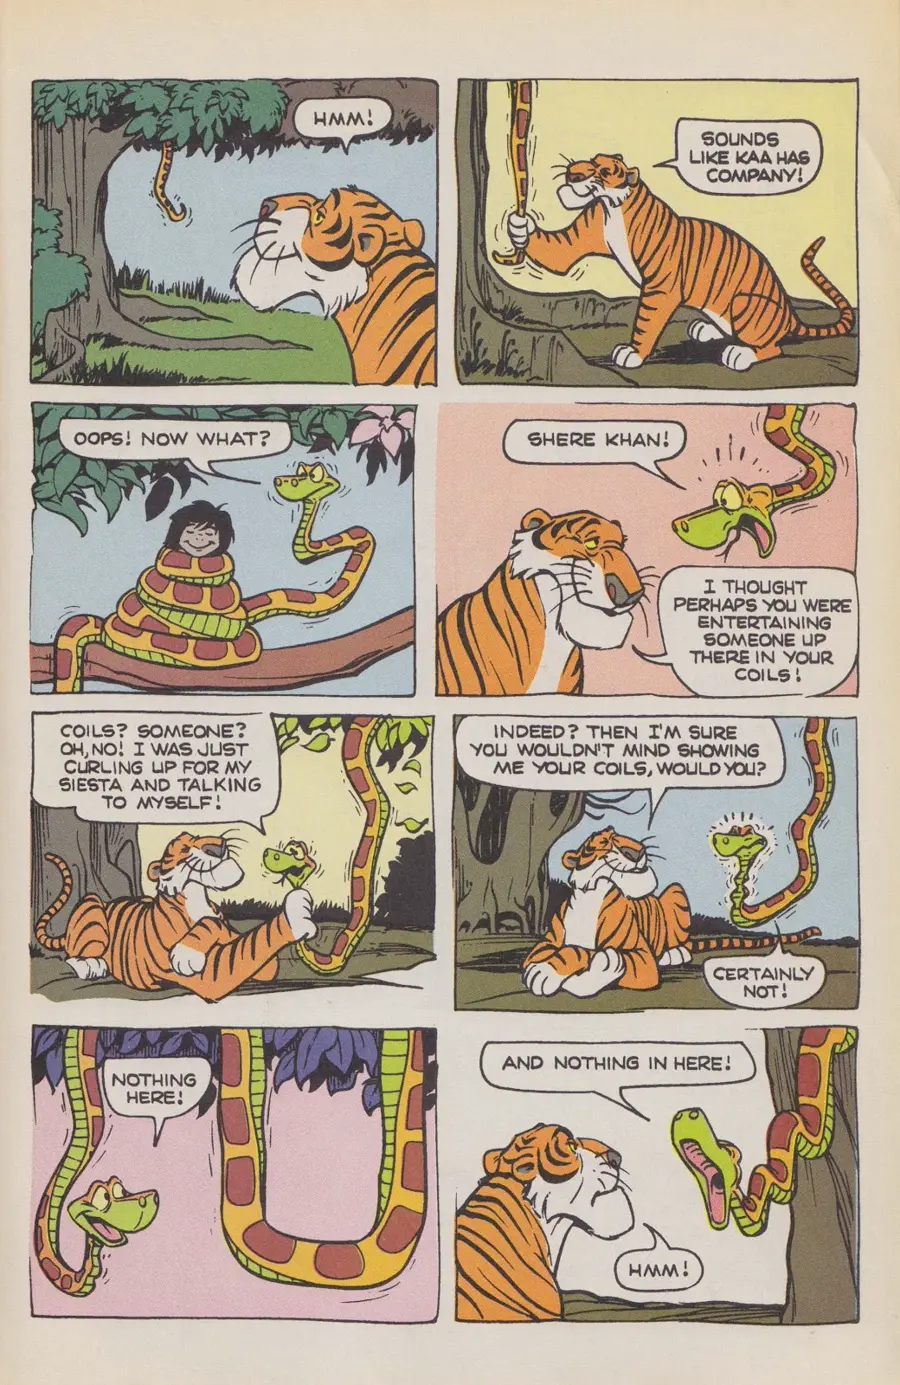 HMM!
SOUNDS
LIKE KAA HAS
COMPANY!
OOPS! NOW WHAT?
SHERE KHAN!
I THOUGHT
PERHAPS YOU WERE
ENTERTAINING
SOMEONE UP
THERE IN YOUR
COILS!
COILS? SOMEONE?
OH, NO! I WAS JUST
CURLING UP FOR MY
SIESTA AND TALKING
TO MYSELF!
INDEED? THEN I'M SURE
YOU WOULDN'T MIND SHOWING
ME YOUR COILS, WOULD YOU?
CERTAINLY
NOT!
NOTHING
HERE!
AND NOTHING IN HERE!
HMM!